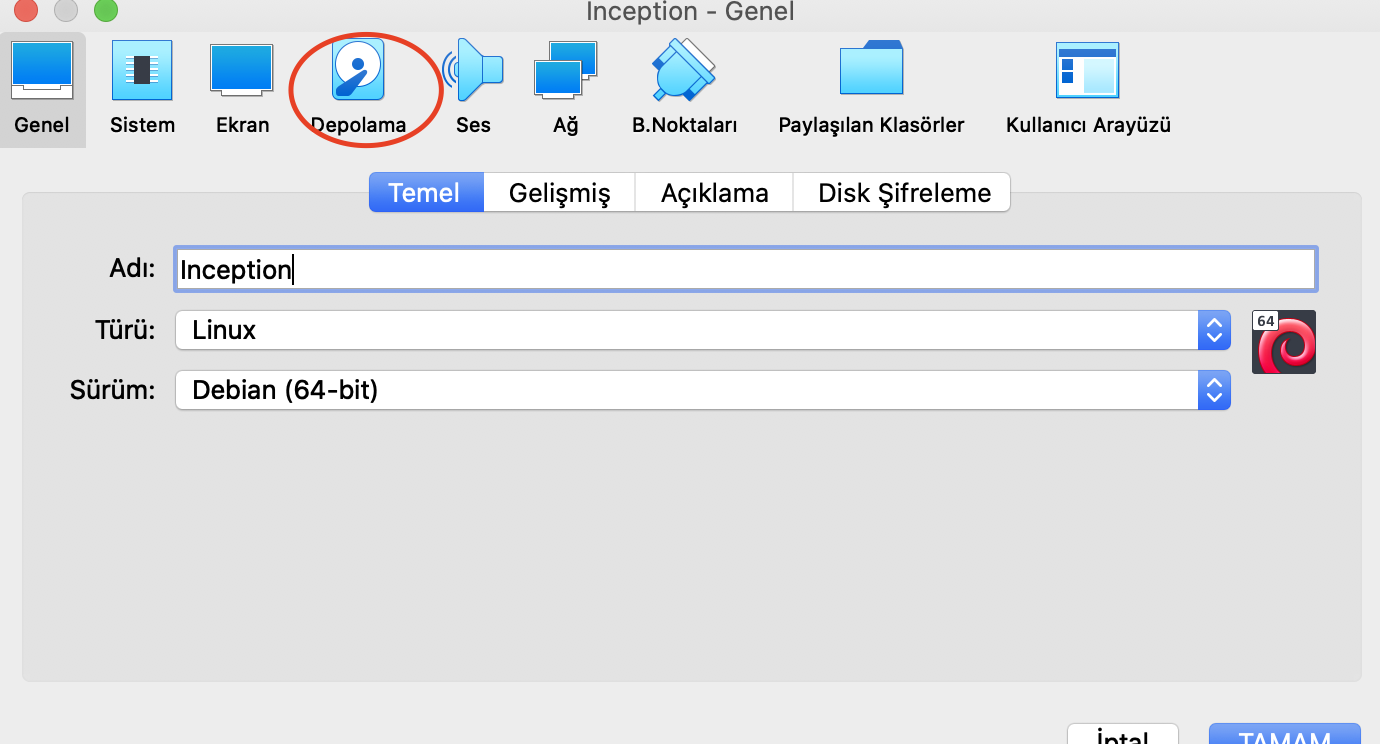 Inception - Genel
Genel Sistem Ekran Depolama Ses Ağ B.Noktaları Paylaşılan Klasörler Kullanıcı Arayüzü
Temel Gelişmiş Açıklama Disk Şifreleme
Adı: Inception
Türü: Linux 64
Sürüm: Debian (64-bit)
İptal TAMAM